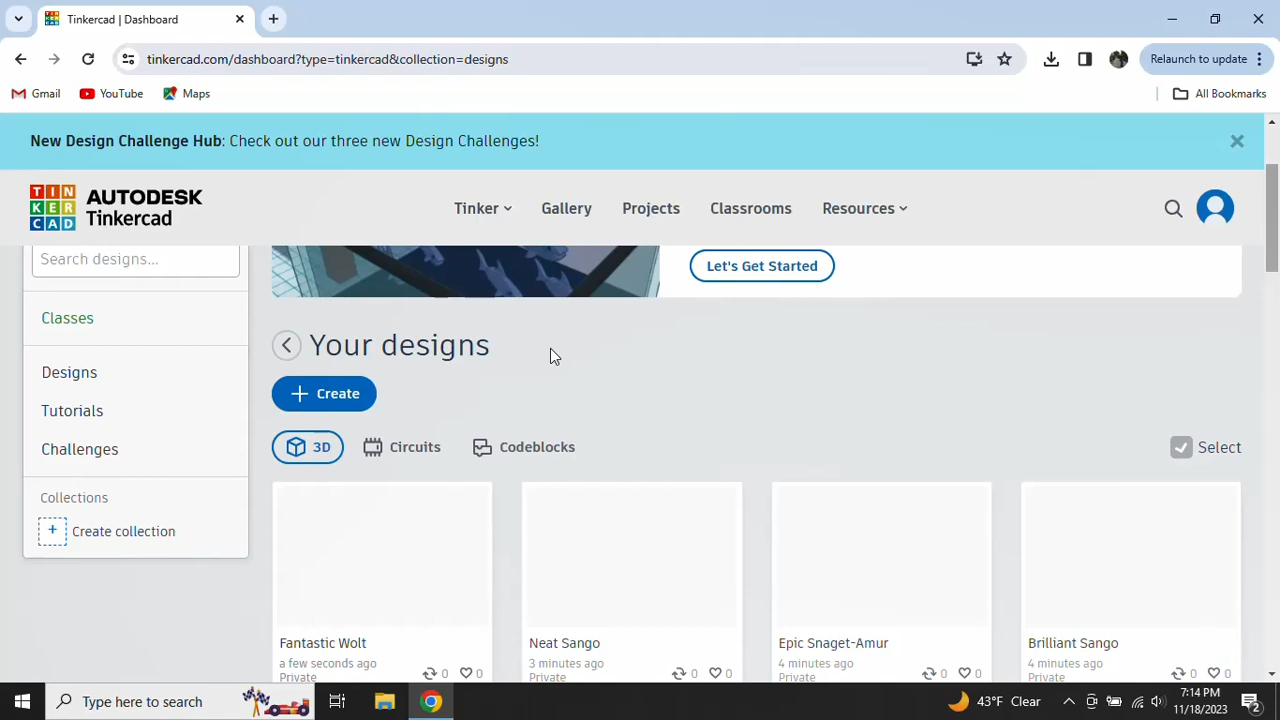 Tinkercad | Dashboard
tinkercad.com/dashboard?type=tinkercad&collection=designs
Relaunch to update
Gmail
YouTube
Maps
All Bookmarks
New Design Challenge Hub: Check out our three new Design Challenges!
TIN
KER
CAD
AUTODESK
Tinkercad
Tinker
Gallery
Projects
Classrooms
Resources
Search designs...
Let's Get Started
Classes
Your designs
Designs
Create
Tutorials
Challenges
3D
Circuits
Codeblocks
Select
Collections
Create collection
Fantastic Wolt
a few seconds ago
Private
0
0
Neat Sango
3 minutes ago
Private
0
0
Epic Snaget-Amur
4 minutes ago
Private
0
0
Brilliant Sango
4 minutes ago
Private
0
0
Type here to search
43°F Clear
7:14 PM
11/18/2023
2